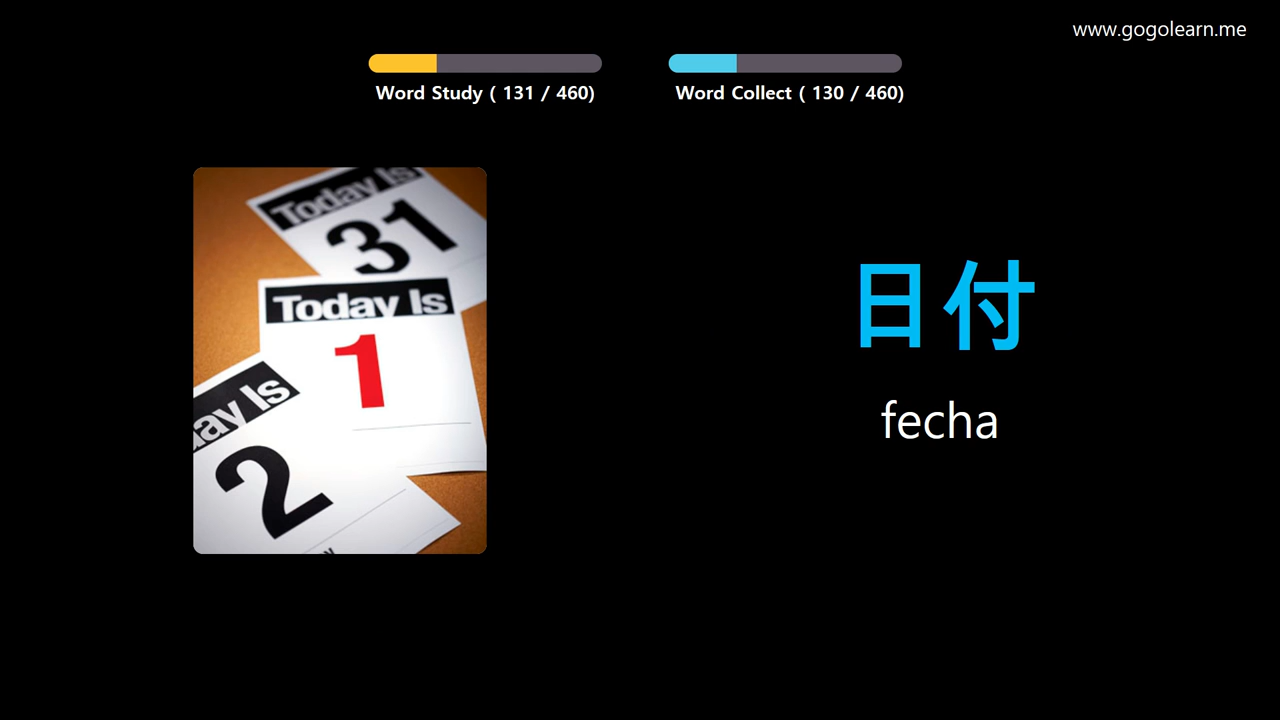 www.gogolearn.me
Word Study ( 131 / 460)
Word Collect ( 130 / 460)
Today Is
31
Today Is
1
day Is
2
日付
fecha